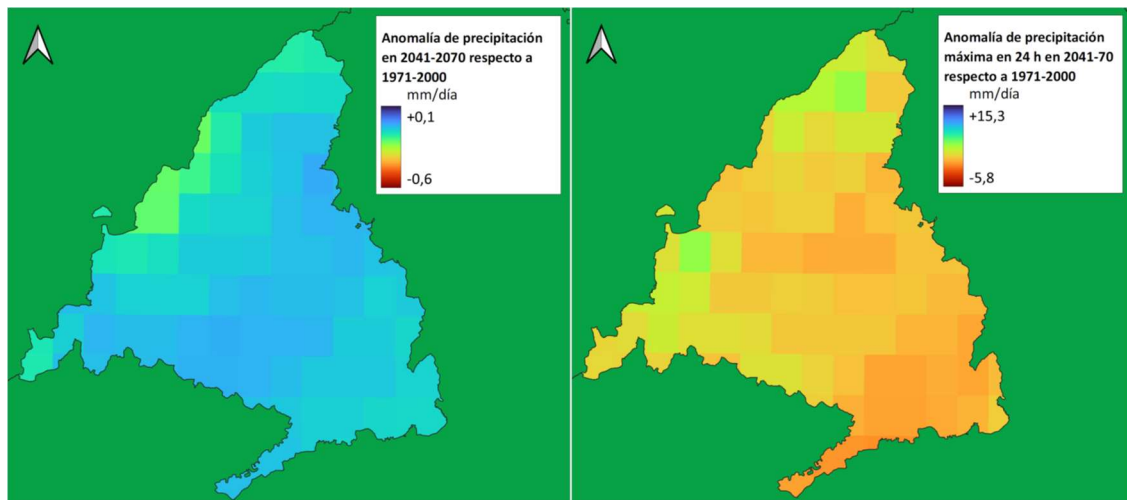 Anomalía de precipitación
en 2041-2070 respecto a
1971-2000
mm/día
+0,1
-0,6
Anomalía de precipitación
máxima en 24 h en 2041-70
respecto a 1971-2000
mm/día
+15,3
-5,8